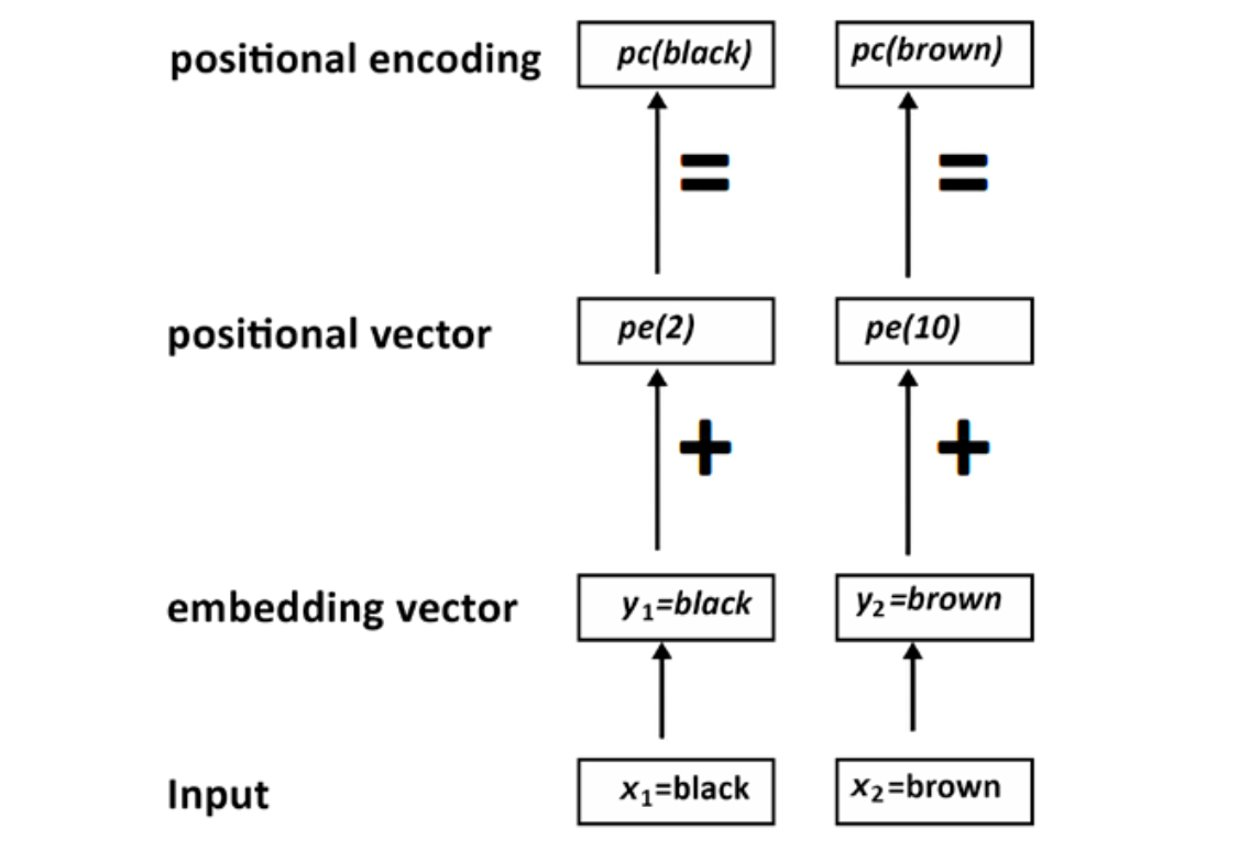 positional encoding pc(black) pc(brown)
= =
positional vector pe(2) pe(10)
+ +
embedding vector y₁=black y₂=brown
Input x₁=black x₂=brown